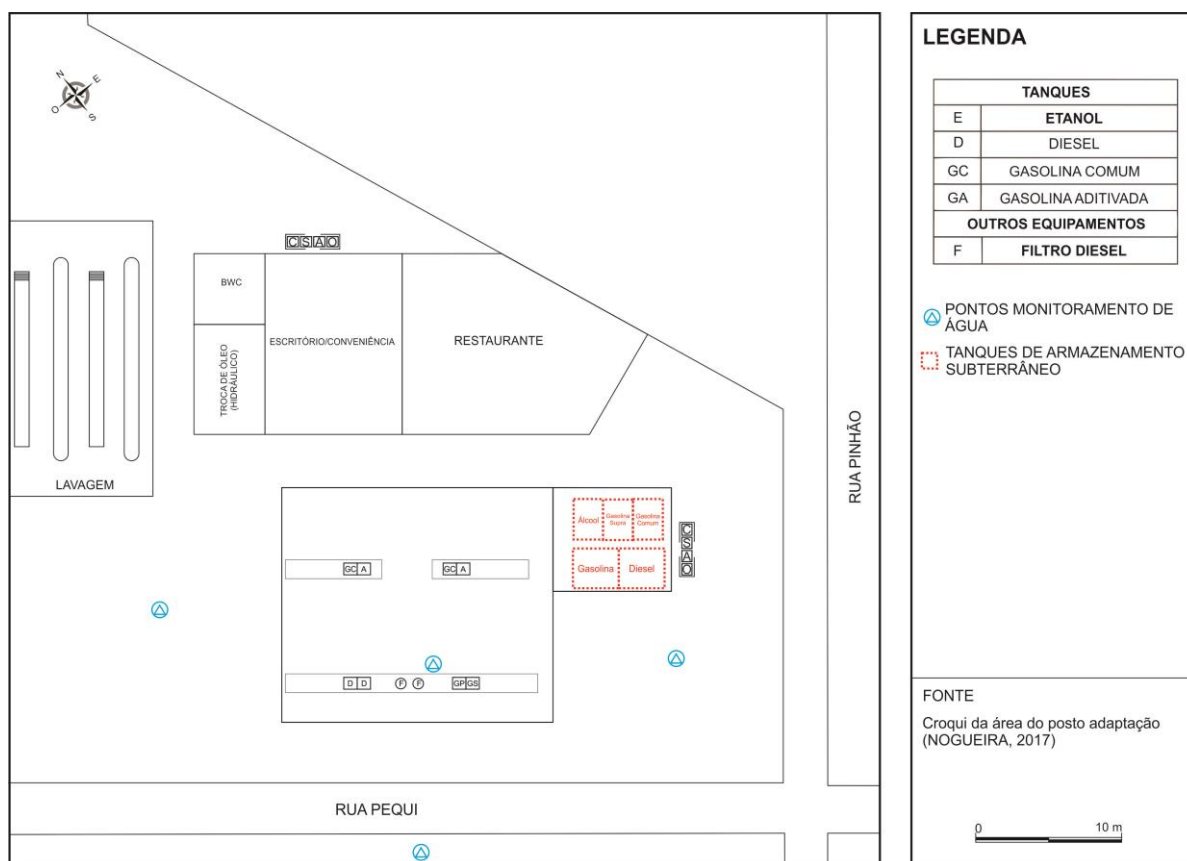 N
E
O
S
CSAO
BWC
TROCA DE ÓLEO
(HIDRÁULICO)
ESCRITÓRIO/CONVENIÊNCIA
RESTAURANTE
LAVAGEM
Álcool
Gasolina
Supra
Gasolina
Comum
Gasolina
Diesel
CSAO
GC A
GC A
D D
F F
GP GS
RUA PINHÃO
RUA PEQUI
LEGENDA
TANQUES
E ETANOL
D DIESEL
GC GASOLINA COMUM
GA GASOLINA ADITIVADA
OUTROS EQUIPAMENTOS
F FILTRO DIESEL
PONTOS MONITORAMENTO DE
ÁGUA
TANQUES DE ARMAZENAMENTO
SUBTERRÂNEO
FONTE
Croqui da área do posto adaptação
(NOGUEIRA, 2017)
0 10 m